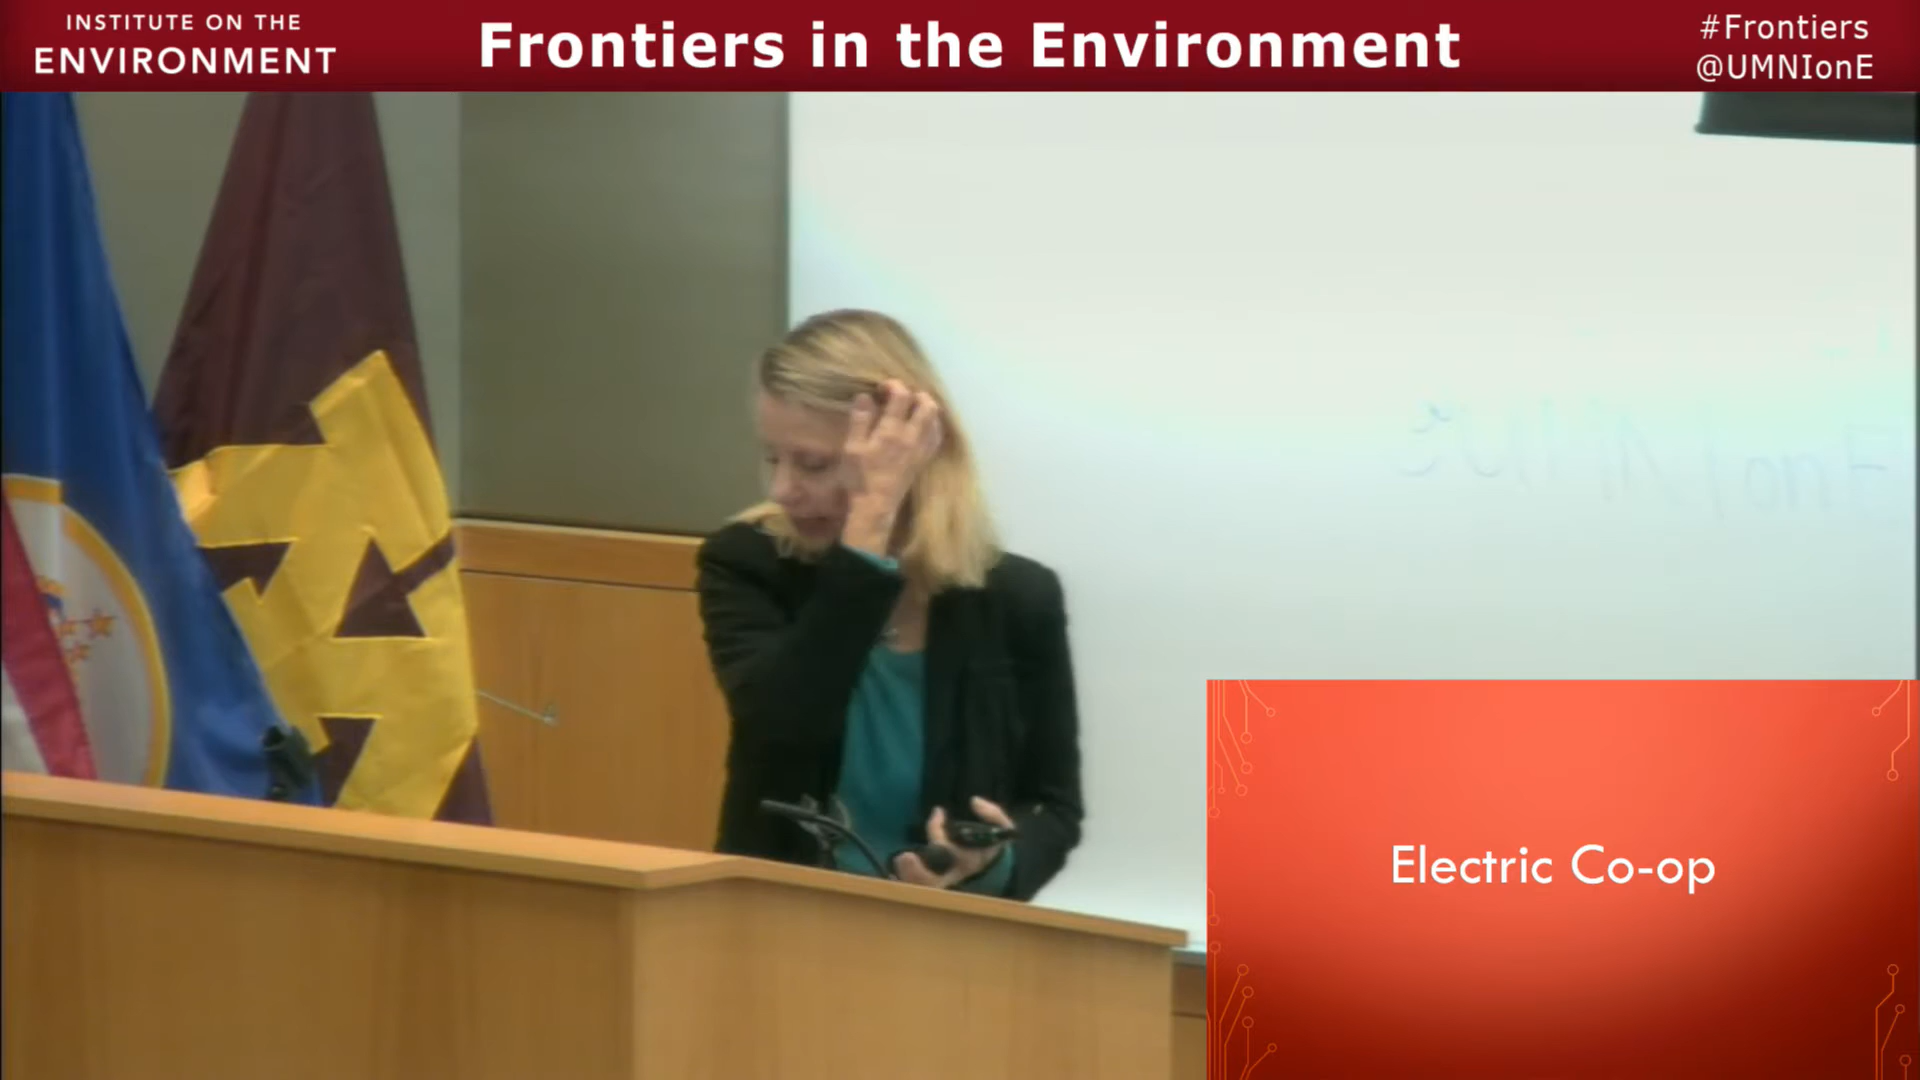 INSTITUTE ON THE
ENVIRONMENT
Frontiers in the Environment
#Frontiers
@UMNIonE
Electric Co-op